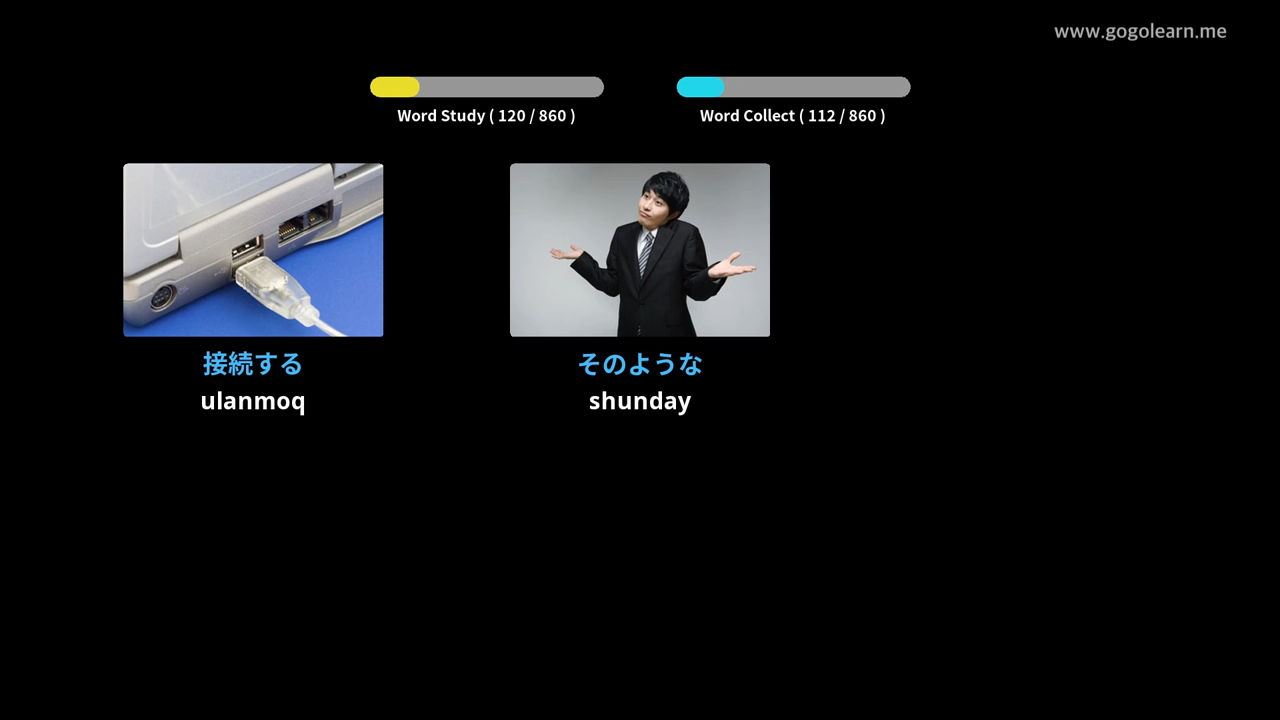 www.gogolearn.me
Word Study ( 120 / 860 )
Word Collect ( 112 / 860 )
接続する
ulanmoq
そのような
shunday